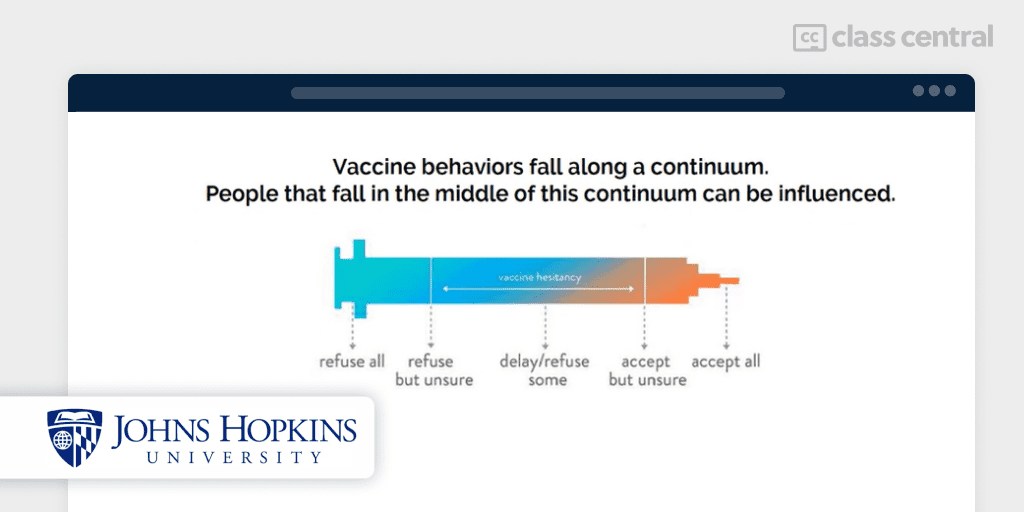 cc class central
Vaccine behaviors fall along a continuum.
People that fall in the middle of this continuum can be influenced.
vaccine hesitancy
refuse all
refuse
but unsure
delay/refuse
some
accept
but unsure
accept all
JOHNS HOPKINS
UNIVERSITY